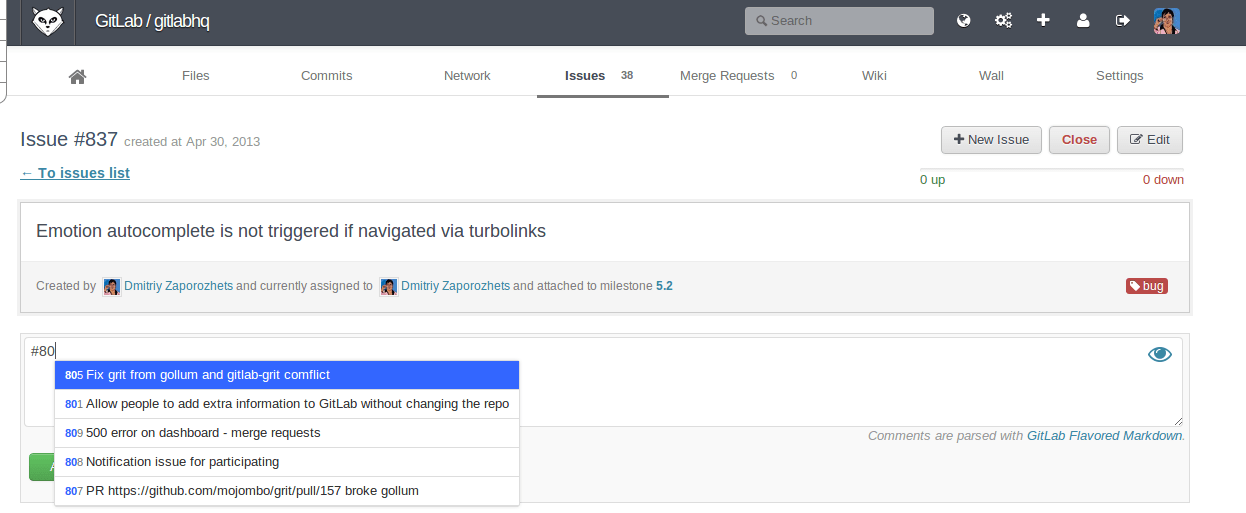 GitLab / gitlabhq
Search
Files Commits Network Issues 38 Merge Requests 0 Wiki Wall Settings
Issue #837 created at Apr 30, 2013
New Issue Close Edit
← To issues list
0 up 0 down
Emotion autocomplete is not triggered if navigated via turbolinks
Created by Dmitriy Zaporozhets and currently assigned to Dmitriy Zaporozhets and attached to milestone 5.2
bug
#80
805 Fix grit from gollum and gitlab-grit comflict
801 Allow people to add extra information to GitLab without changing the repo
809 500 error on dashboard - merge requests
808 Notification issue for participating
807 PR https://github.com/mojombo/grit/pull/157 broke gollum
Comments are parsed with GitLab Flavored Markdown.